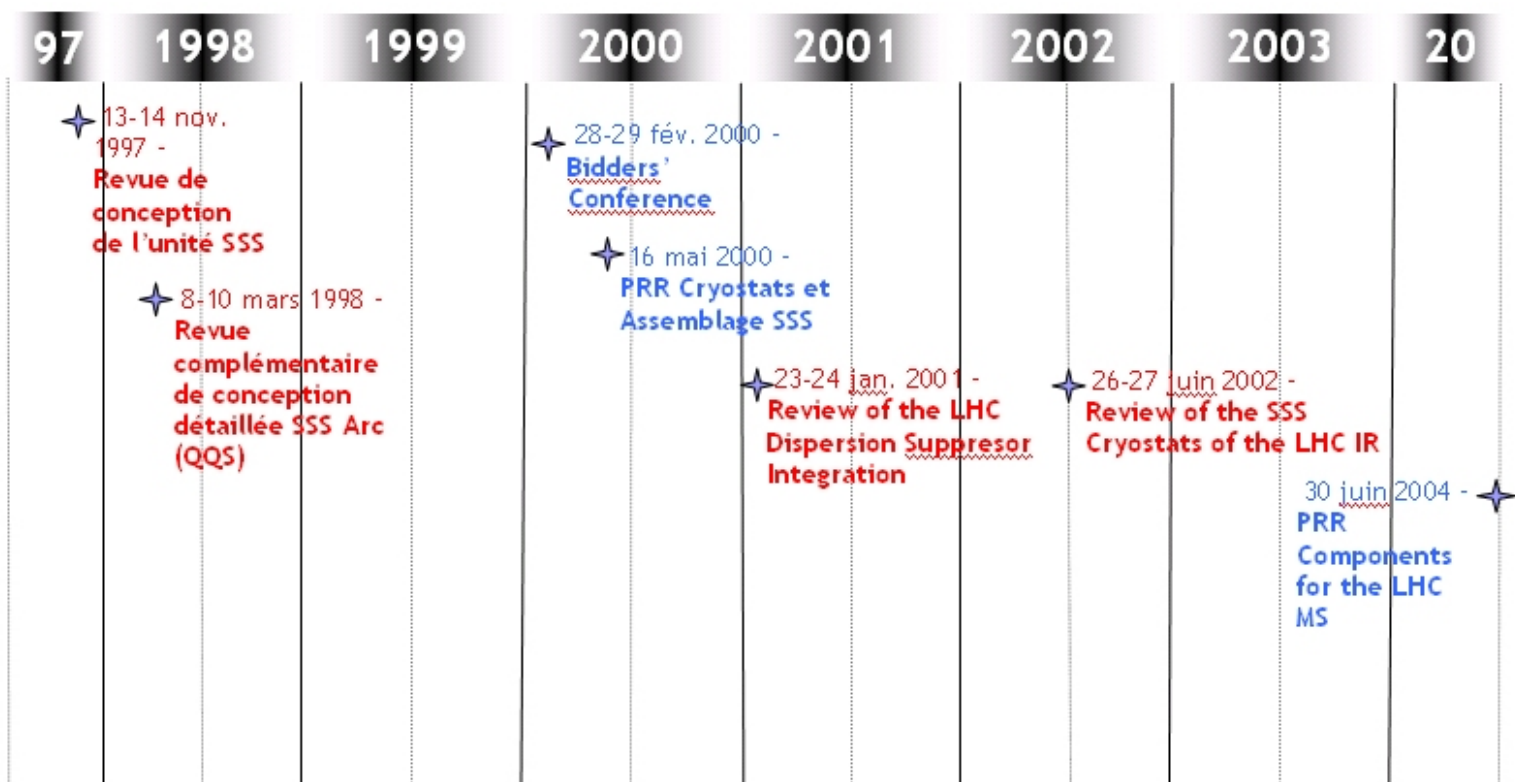 97 1998 1999 2000 2001 2002 2003 20
13-14 nov.
1997 -
Revue de
conception
de l'unité SSS
8-10 mars 1998 -
Revue
complémentaire
de conception
détaillée SSS Arc
(QQS)
28-29 fév. 2000 -
Bidders'
Conference
16 mai 2000 -
PRR Cryostats et
Assemblage SSS
23-24 jan. 2001 -
Review of the LHC
Dispersion Suppresor
Integration
26-27 juin 2002 -
Review of the SSS
Cryostats of the LHC IR
30 juin 2004 -
PRR
Components
for the LHC
MS